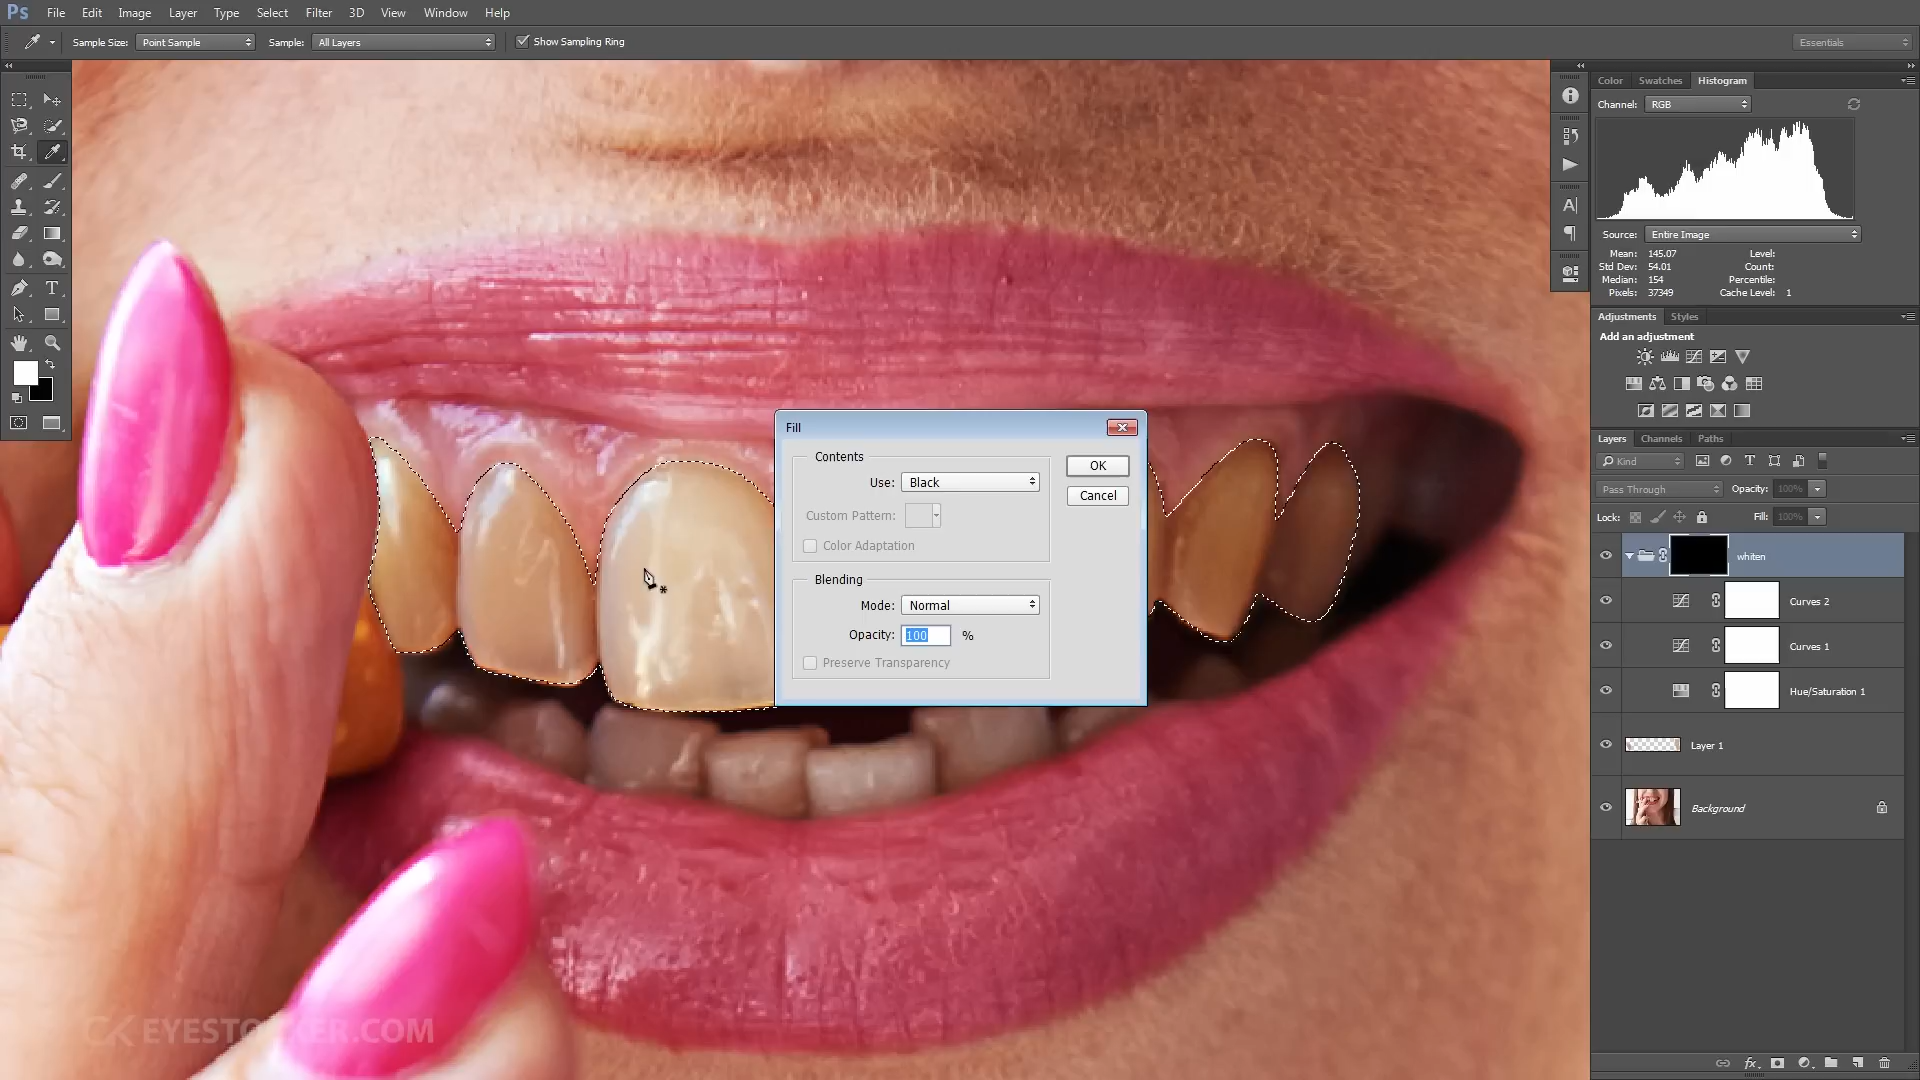 Ps File Edit Image Layer Type Select Filter 3D View Window Help
Sample Size: Point Sample Sample: All Layers Show Sampling Ring Essentials
Color Swatches Histogram
Channel: RGB
Source: Entire Image
Mean: 145.07 Level:
Std Dev: 54.01 Count:
Median: 154 Percentile:
Pixels: 37349 Cache Level: 1
Adjustments Styles
Add an adjustment
Layers Channels Paths
Kind
Pass Through Opacity: 100%
Lock: Fill: 100%
whiten
Curves 2
Curves 1
Hue/Saturation 1
Layer 1
Background
Fill
Contents
OK
Use: Black
Cancel
Custom Pattern:
Color Adaptation
Blending
Mode: Normal
Opacity: 100 %
Preserve Transparency